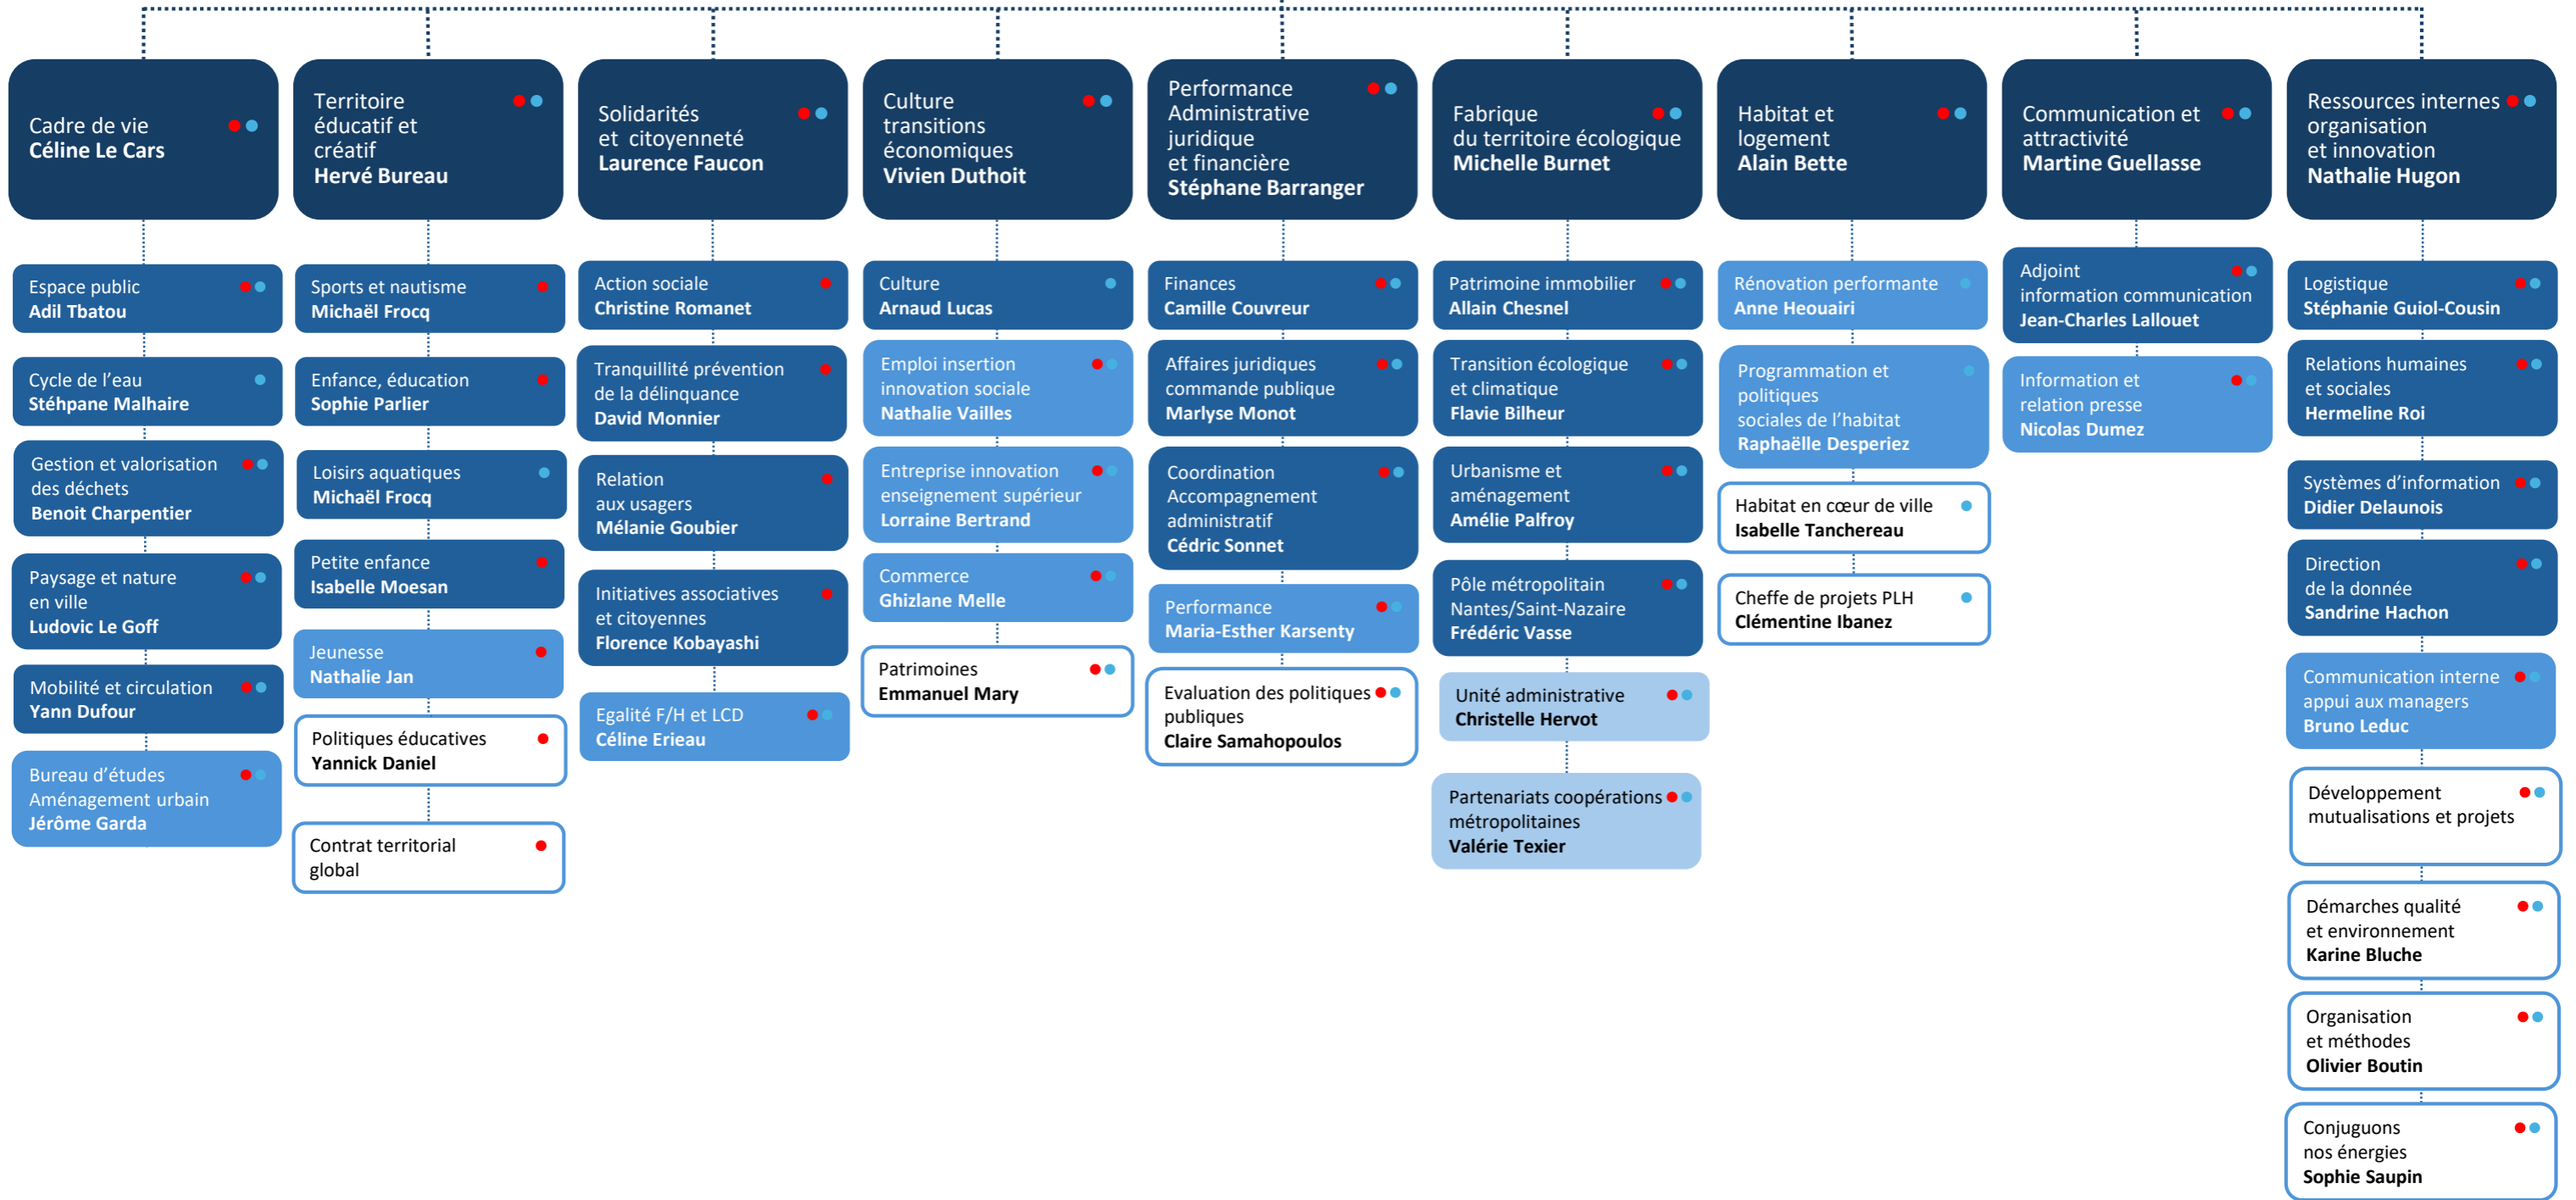 Cadre de vie
Céline Le Cars
Espace public
Adil Tbatou
Cycle de l'eau
Stéhpane Malhaire
Gestion et valorisation
des déchets
Benoit Charpentier
Paysage et nature
en ville
Ludovic Le Goff
Mobilité et circulation
Yann Dufour
Bureau d'études
Aménagement urbain
Jérôme Garda
Territoire
éducatif et
créatif
Hervé Bureau
Sports et nautisme
Michaël Frocq
Enfance, éducation
Sophie Parlier
Loisirs aquatiques
Michaël Frocq
Petite enfance
Isabelle Moesan
Jeunesse
Nathalie Jan
Politiques éducatives
Yannick Daniel
Contrat territorial
global
Solidarités
et citoyenneté
Laurence Faucon
Action sociale
Christine Romanet
Tranquillité prévention
de la délinquance
David Monnier
Relation
aux usagers
Mélanie Goubier
Initiatives associatives
et citoyennes
Florence Kobayashi
Egalité F/H et LCD
Céline Erieau
Culture
transitions
économiques
Vivien Duthoit
Culture
Arnaud Lucas
Emploi insertion
innovation sociale
Nathalie Vailles
Entreprise innovation
enseignement supérieur
Lorraine Bertrand
Commerce
Ghizlane Melle
Patrimoines
Emmanuel Mary
Performance
Administrative
juridique
et financière
Stéphane Barranger
Finances
Camille Couvreur
Affaires juridiques
commande publique
Marlyse Monot
Coordination
Accompagnement
administratif
Cédric Sonnet
Performance
Maria-Esther Karsenty
Evaluation des politiques
publiques
Claire Samahopoulos
Fabrique
du territoire écologique
Michelle Burnet
Patrimoine immobilier
Allain Chesnel
Transition écologique
et climatique
Flavie Bilheur
Urbanisme et
aménagement
Amélie Palfroy
Pôle métropolitain
Nantes/Saint-Nazaire
Frédéric Vasse
Unité administrative
Christelle Hervot
Partenariats coopérations
métropolitaines
Valérie Texier
Habitat et
logement
Alain Bette
Rénovation performante
Anne Heouairi
Programmation et
politiques
sociales de l'habitat
Raphaëlle Desperiez
Habitat en cœur de ville
Isabelle Tanchereau
Cheffe de projets PLH
Clémentine Ibanez
Communication et
attractivité
Martine Guellasse
Adjoint
information communication
Jean-Charles Lallouet
Information et
relation presse
Nicolas Dumez
Ressources internes
organisation
et innovation
Nathalie Hugon
Logistique
Stéphanie Guiol-Cousin
Relations humaines
et sociales
Hermeline Roi
Systèmes d'information
Didier Delaunois
Direction
de la donnée
Sandrine Hachon
Communication interne
appui aux managers
Bruno Leduc
Développement
mutualisations et projets
Démarches qualité
et environnement
Karine Bluche
Organisation
et méthodes
Olivier Boutin
Conjuguons
nos énergies
Sophie Saupin